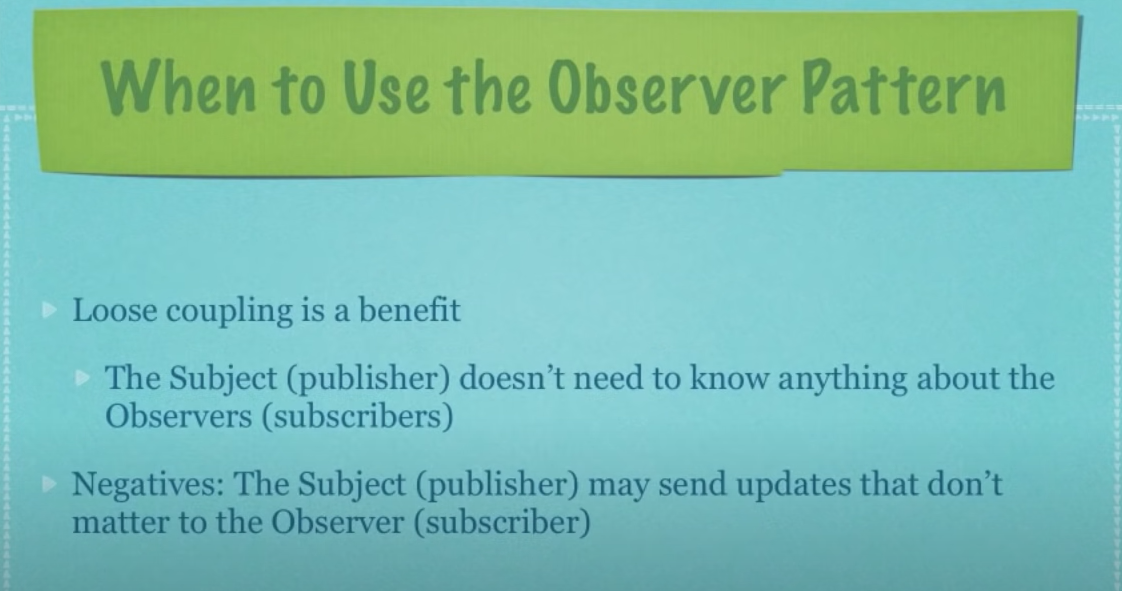 When to Use the Observer Pattern
Loose coupling is a benefit
The Subject (publisher) doesn't need to know anything about the
Observers (subscribers)
Negatives: The Subject (publisher) may send updates that don't
matter to the Observer (subscriber)